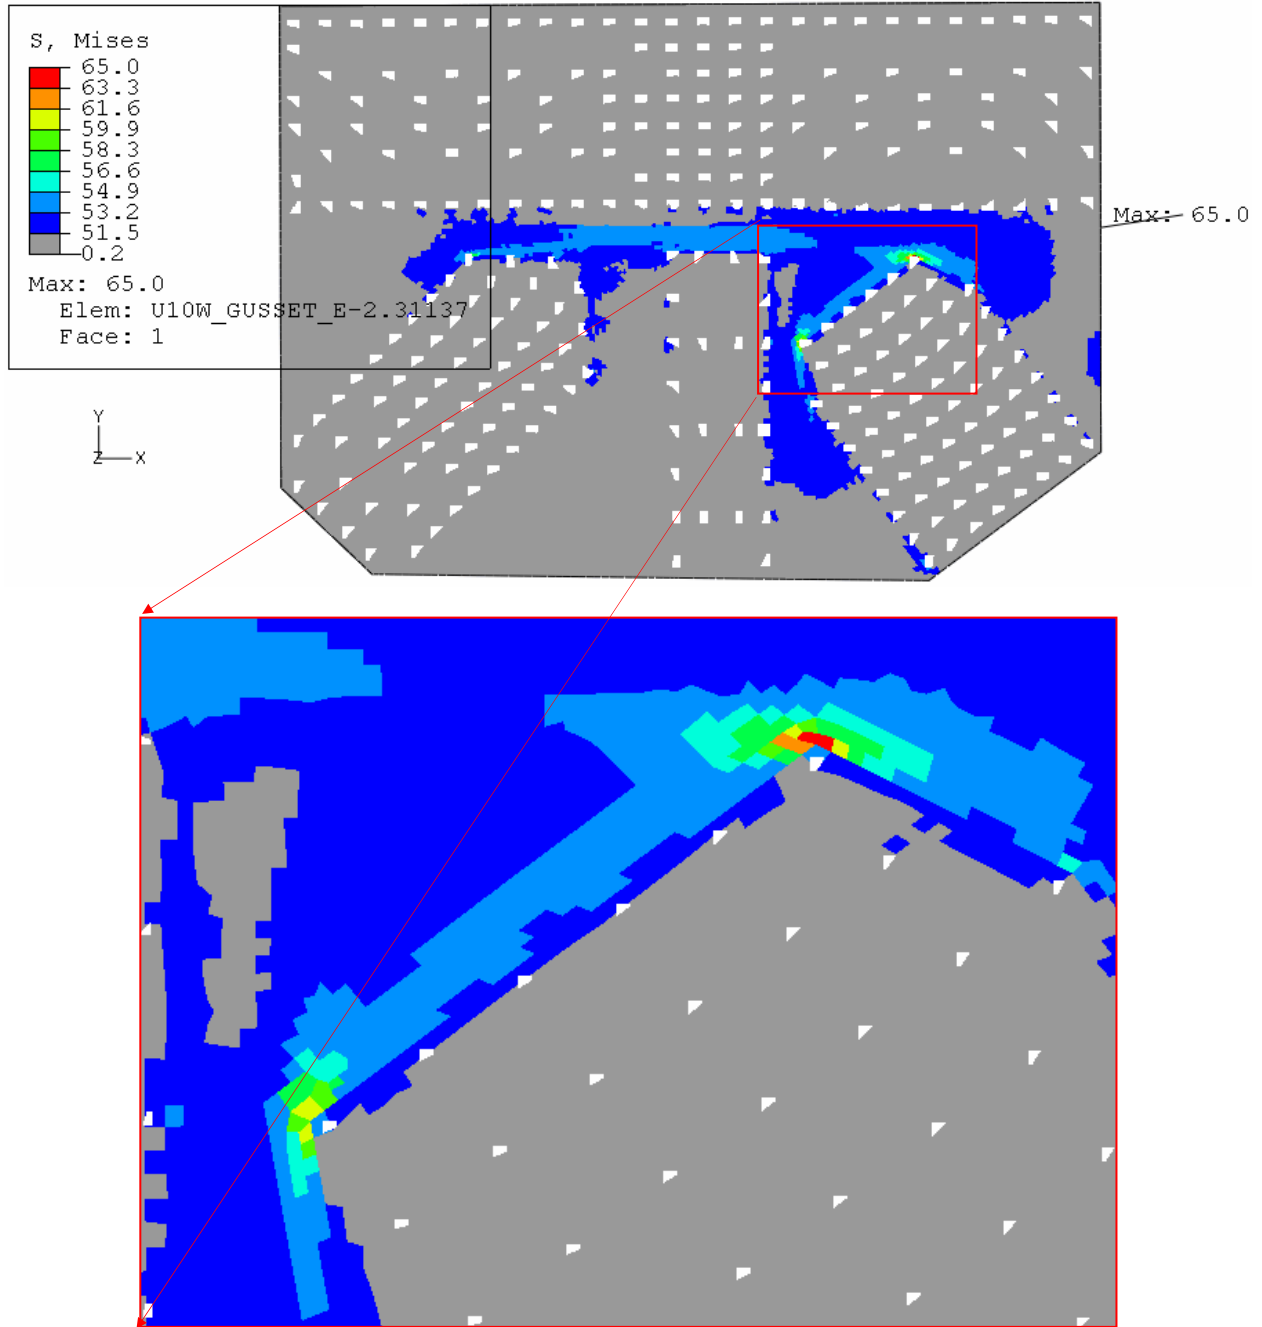 S, Mises
65.0
63.3
61.6
59.9
58.3
56.6
54.9
53.2
51.5
0.2
Max: 65.0
Elem: U10W_GUSSET_E-2.31137
Face: 1
Max: 65.0
Y
Z X